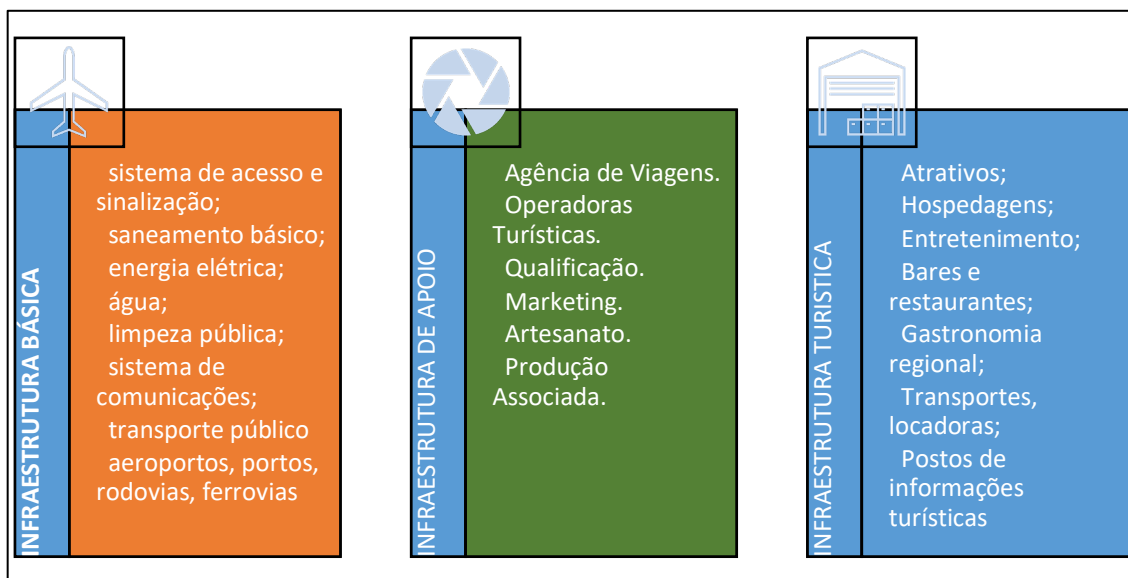 INFRAESTRUTURA BÁSICA
sistema de acesso e
sinalização;
saneamento básico;
energia elétrica;
água;
limpeza pública;
sistema de
comunicações;
transporte público
aeroportos, portos,
rodovias, ferrovias
INFRAESTRUTURA DE APOIO
Agência de Viagens.
Operadoras
Turísticas.
Qualificação.
Marketing.
Artesanato.
Produção
Associada.
INFRAESTRUTURA TURISTICA
Atrativos;
Hospedagens;
Entretenimento;
Bares e
restaurantes;
Gastronomia
regional;
Transportes,
locadoras;
Postos de
informações
turísticas